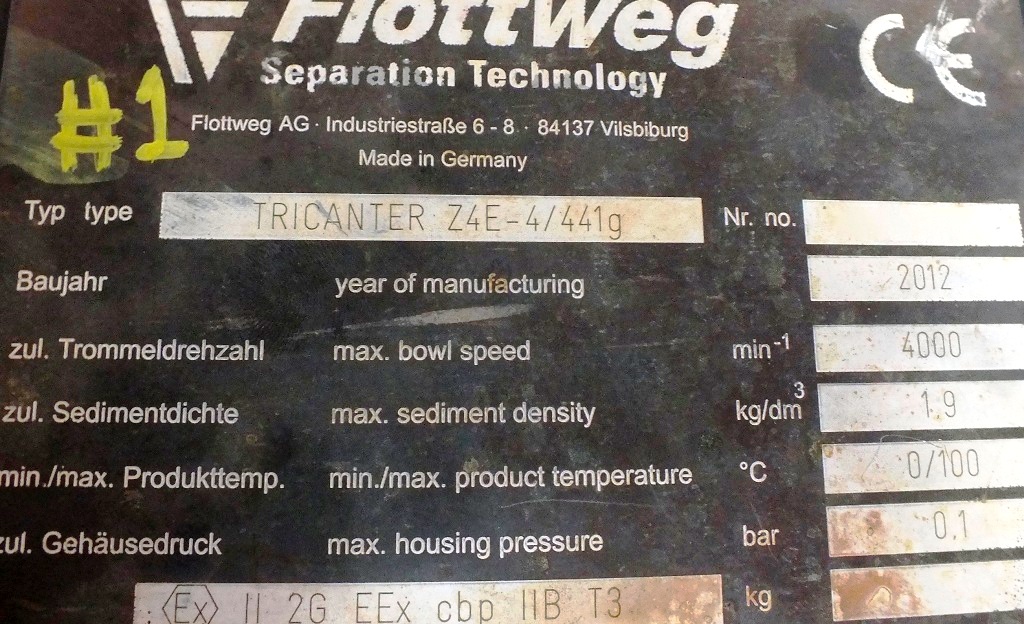 Flottweg
Separation Technology
CE
#1
Flottweg AG · Industriestraße 6 - 8 · 84137 Vilsbiburg
Made in Germany
Typ type TRICANTER Z4E-4/441g Nr. no.
Baujahr year of manufacturing 2012
zul. Trommeldrehzahl max. bowl speed min-1 4000
zul. Sedimentdichte max. sediment density kg/dm3 1.9
min./max. Produkttemp. min./max. product temperature °C 0/100
zul. Gehäusedruck max. housing pressure bar 0,1
Ex II 2G EEx cbp IIB T3 kg